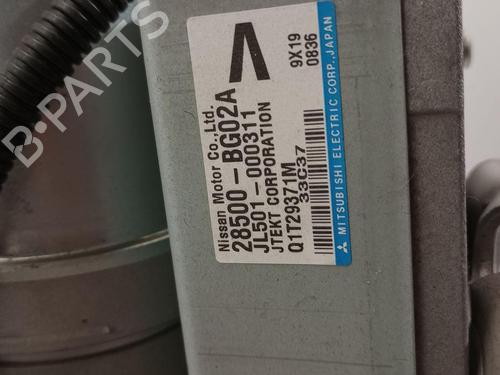 Nissan Motor Co.,Ltd.
28500-BG02A
JL501-000311
JTEKT CORPORATION
Q1T29371M
33C37
9X19
0836
MITSUBISHI ELECTRIC CORP.,JAPAN
B-PARTS